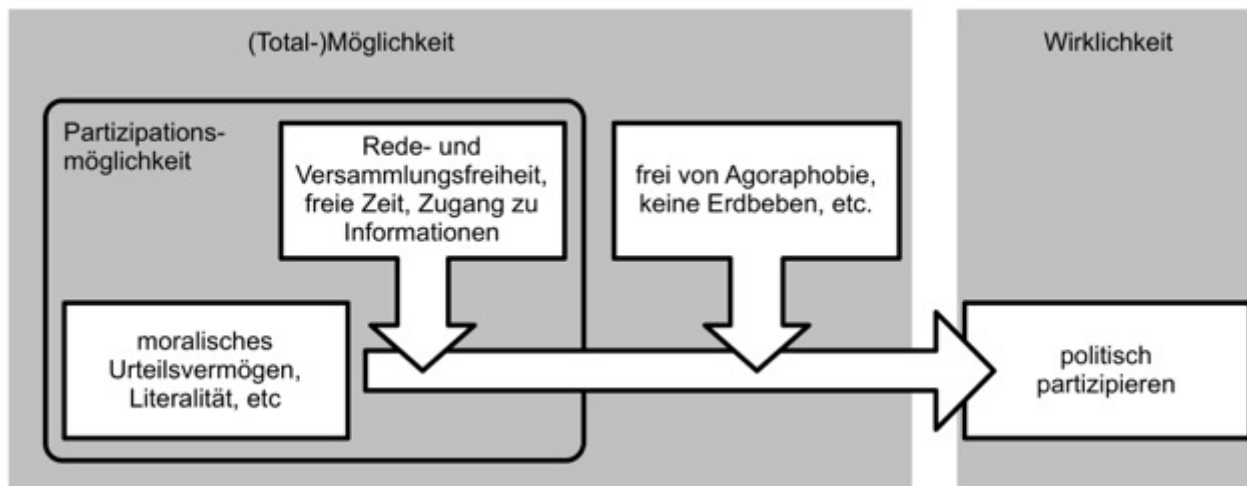 (Total-)Möglichkeit
Wirklichkeit
Partizipations-
möglichkeit
Rede- und
Versammlungsfreiheit,
freie Zeit, Zugang zu
Informationen
frei von Agoraphobie,
keine Erdbeben, etc.
moralisches
Urteilsvermögen,
Literalität, etc
politisch
partizipieren